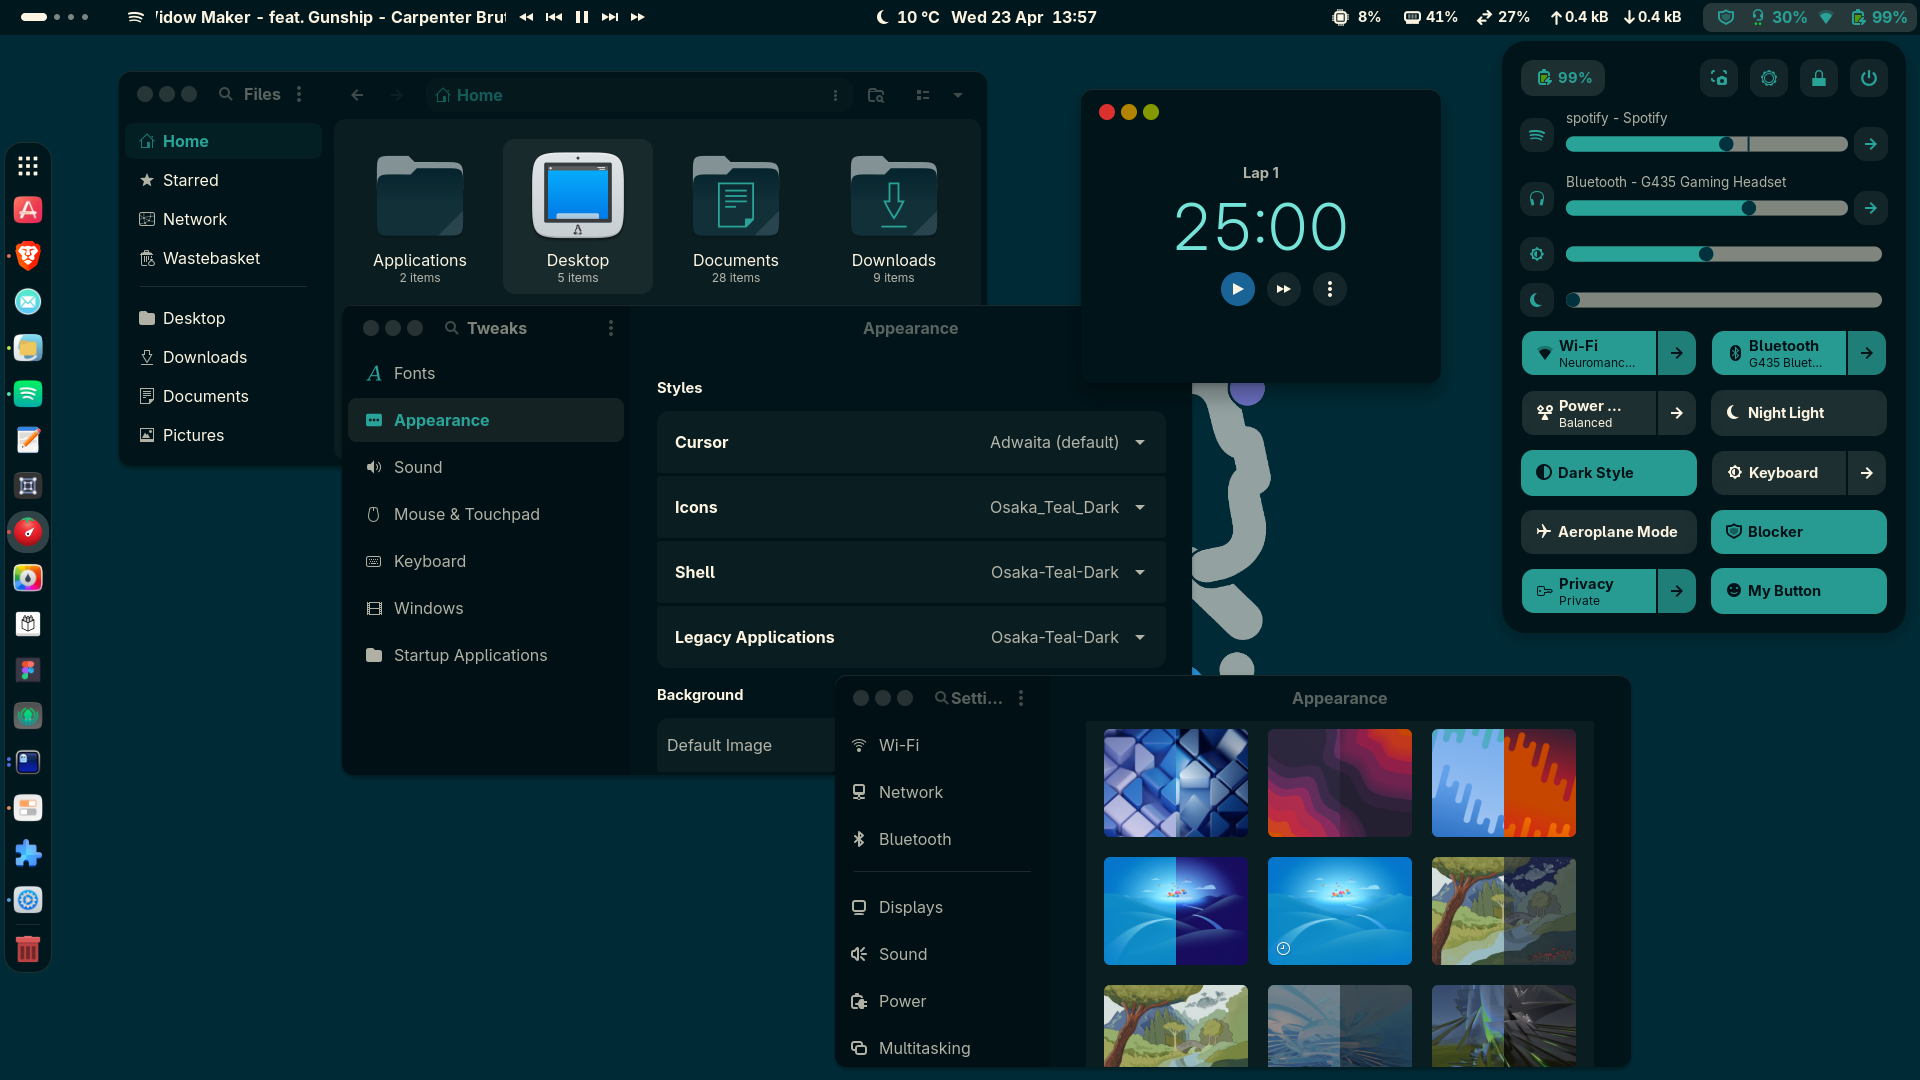 Vidow Maker - feat. Gunship - Carpenter Brut
10 °C Wed 23 Apr 13:57
8% 41% 27% 0.4 kB 0.4 kB 30% 99%
Files
Home
Home
Starred
Network
Wastebasket
Desktop
Downloads
Documents
Pictures
Applications
2 items
Desktop
5 items
Documents
28 items
Downloads
9 items
Tweaks
Appearance
Fonts
Appearance
Sound
Mouse & Touchpad
Keyboard
Windows
Startup Applications
Styles
Cursor Adwaita (default)
Icons Osaka_Teal_Dark
Shell Osaka-Teal-Dark
Legacy Applications Osaka-Teal-Dark
Background
Default Image
Lap 1
25:00
Setti...
Appearance
Wi-Fi
Network
Bluetooth
Displays
Sound
Power
Multitasking
99%
spotify - Spotify
Bluetooth - G435 Gaming Headset
Wi-Fi
Neuromanc...
Bluetooth
G435 Bluet...
Power ...
Balanced
Night Light
Dark Style
Keyboard
Aeroplane Mode
Blocker
Privacy
Private
My Button